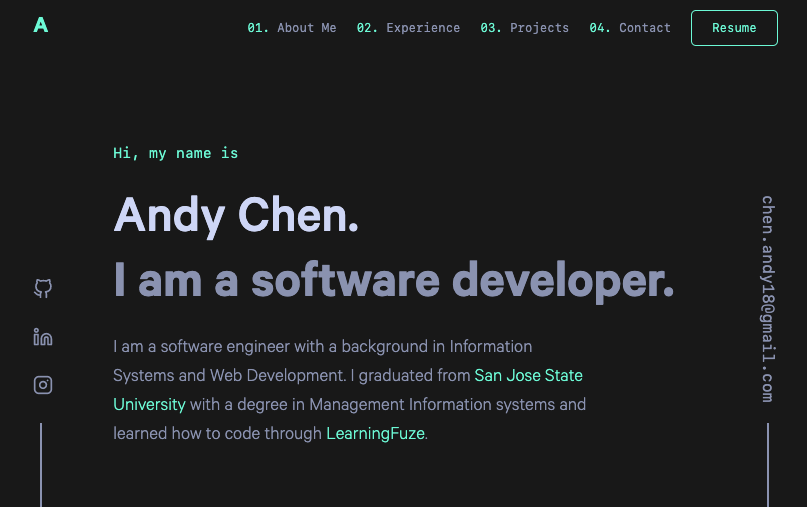 A
01. About Me 02. Experience 03. Projects 04. Contact Resume
Hi, my name is
Andy Chen.
I am a software developer.
I am a software engineer with a background in Information
Systems and Web Development. I graduated from San Jose State
University with a degree in Management Information systems and
learned how to code through LearningFuze.
chen.andy18@gmail.com